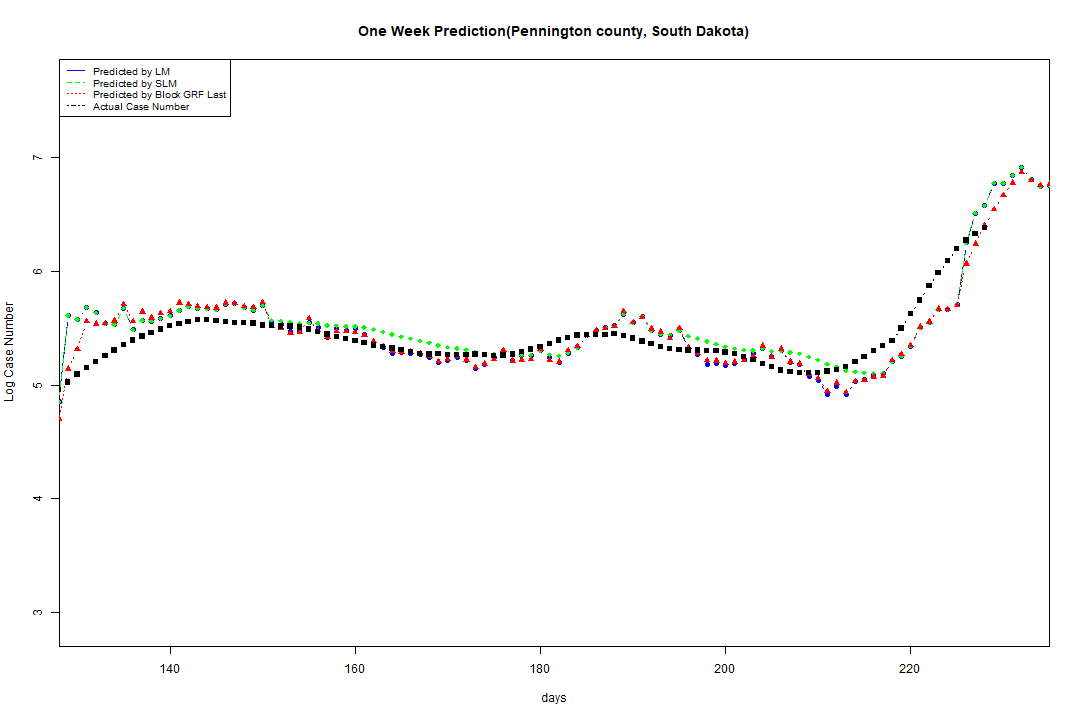 One Week Prediction(Pennington county, South Dakota)
Predicted by LM
Predicted by SLM
Predicted by Block GRF Last
Actual Case Number
Log Case Number
7
6
5
4
3
140 160 180 200 220
days